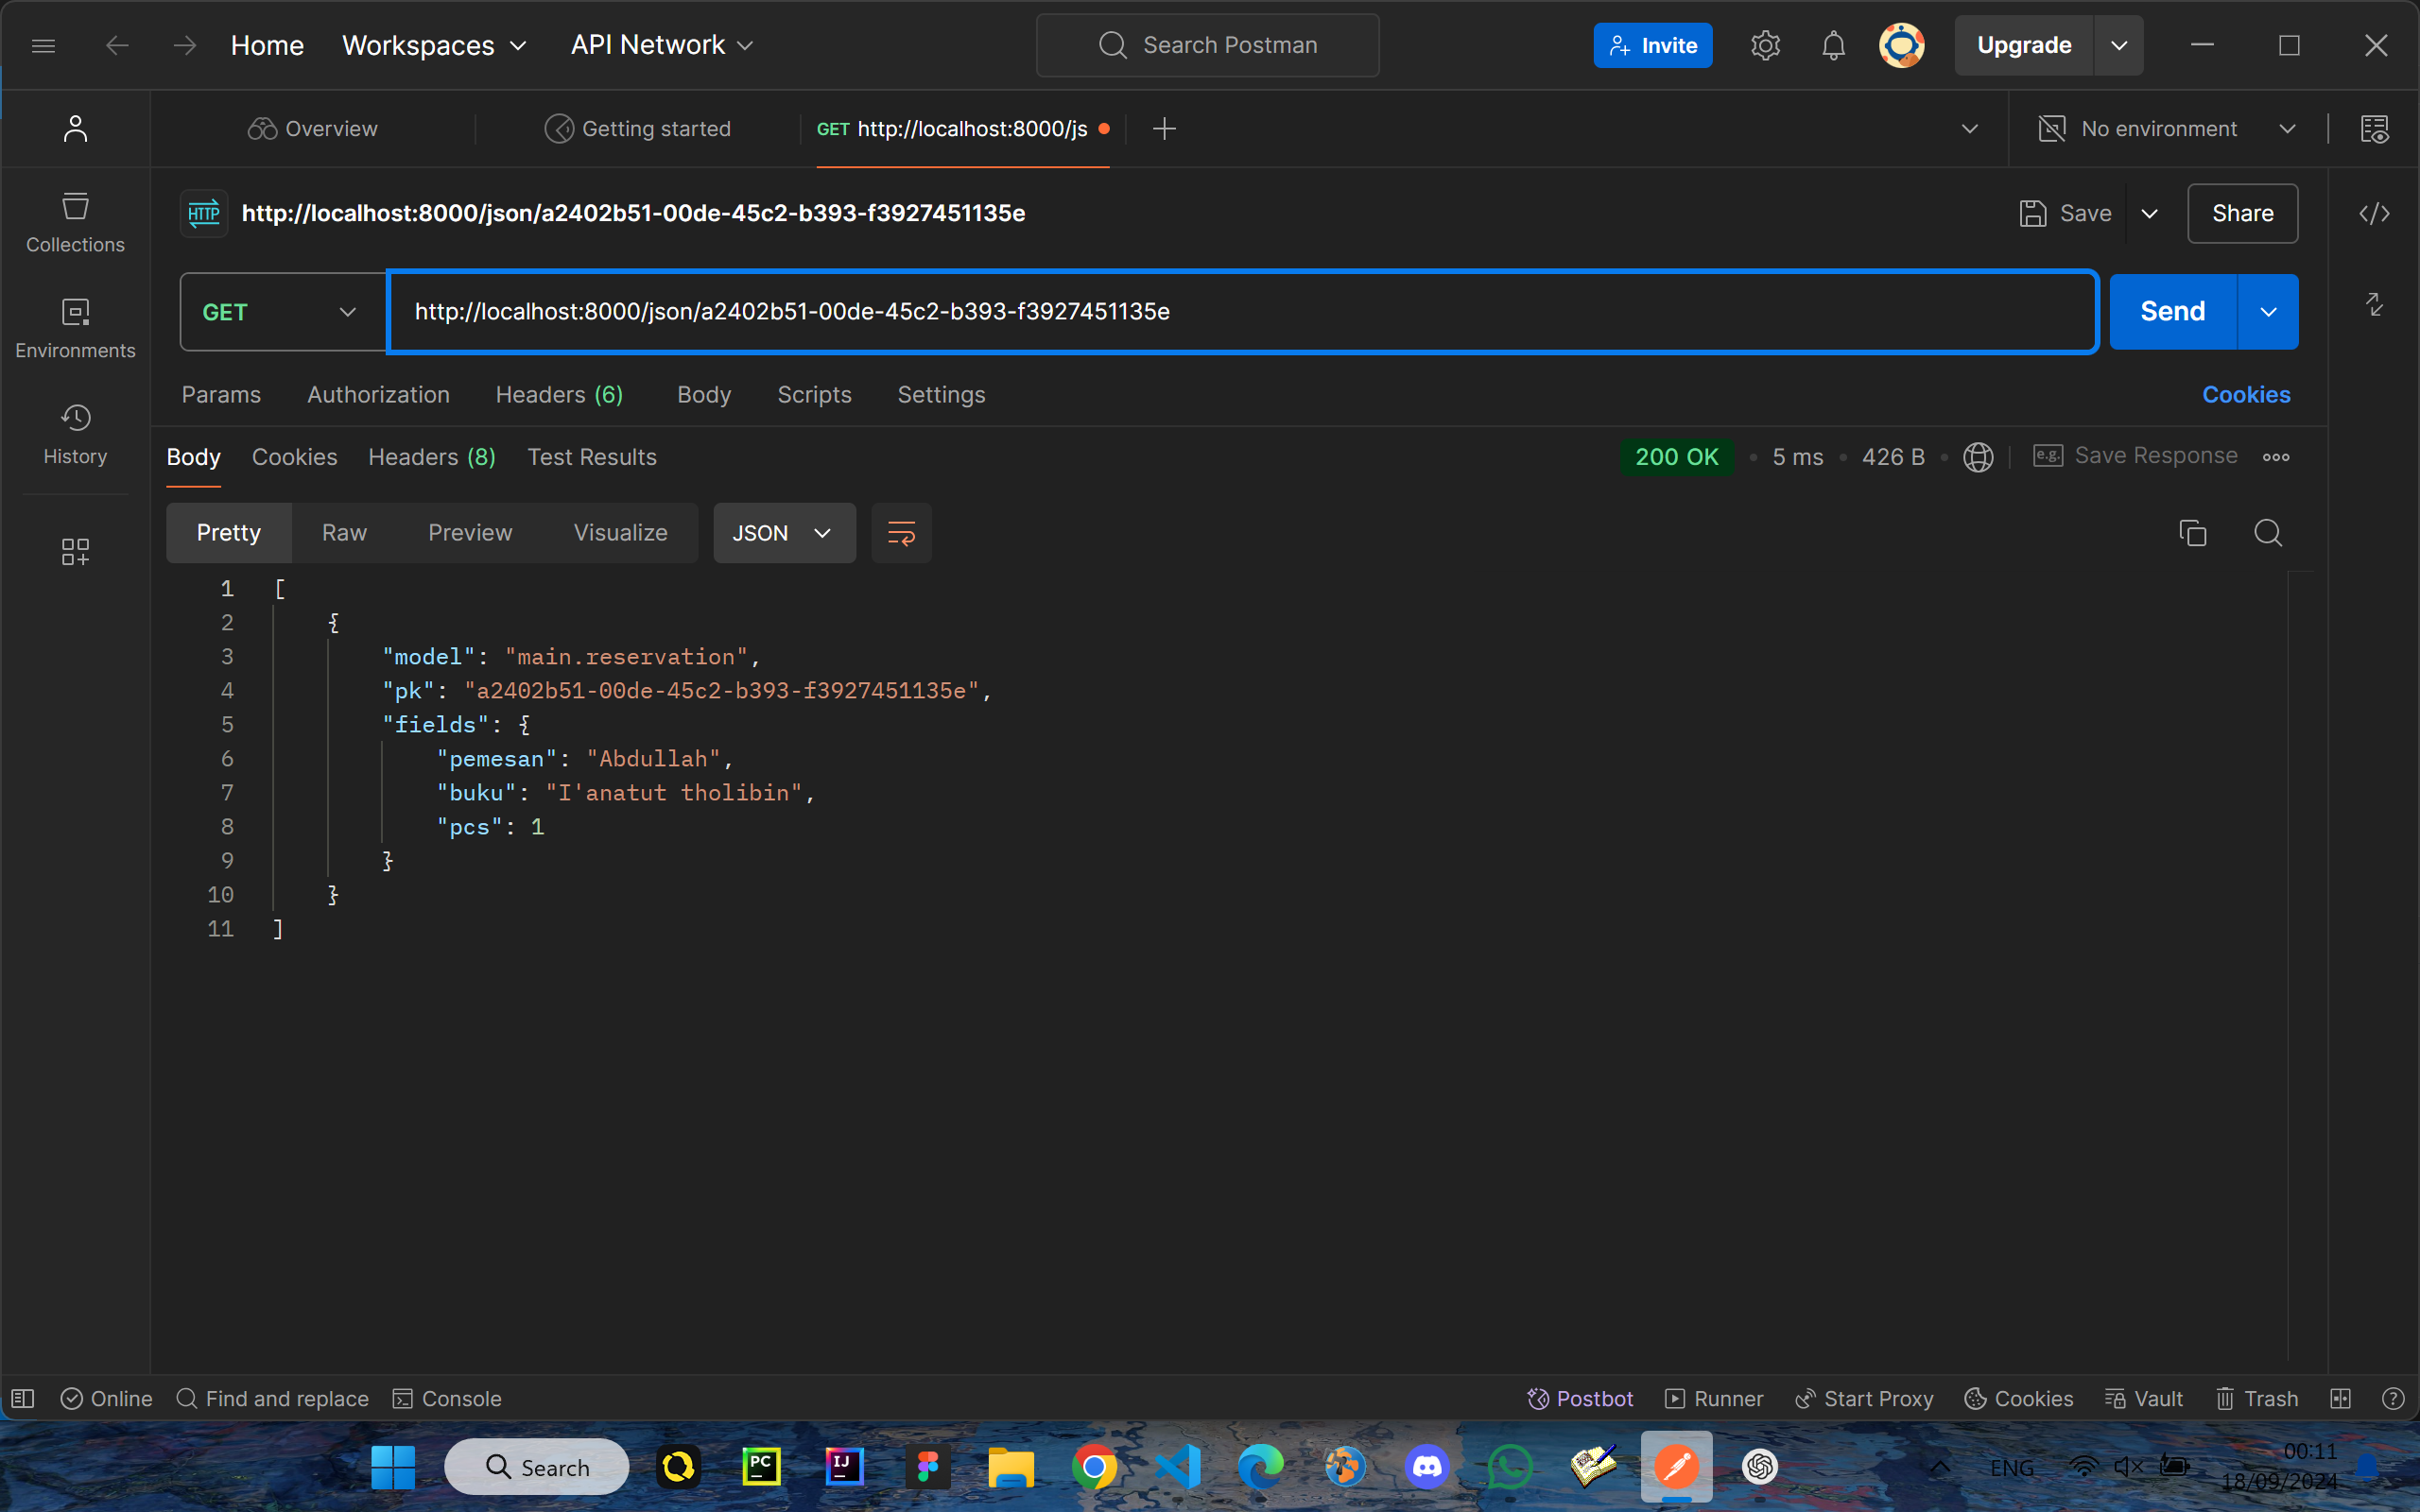 Home Workspaces API Network Search Postman Invite Upgrade
Overview Getting started GET http://localhost:8000/js No environment
HTTP http://localhost:8000/json/a2402b51-00de-45c2-b393-f3927451135e Save Share
GET http://localhost:8000/json/a2402b51-00de-45c2-b393-f3927451135e Send
Params Authorization Headers (6) Body Scripts Settings Cookies
Collections
Environments
History
Body Cookies Headers (8) Test Results 200 OK • 5 ms • 426 B • e.g. Save Response
Pretty Raw Preview Visualize JSON
1 [
2 {
3 "model": "main.reservation",
4 "pk": "a2402b51-00de-45c2-b393-f3927451135e",
5 "fields": {
6 "pemesan": "Abdullah",
7 "buku": "I'anatut tholibin",
8 "pcs": 1
9 }
10 }
11 ]
Online Find and replace Console Postbot Runner Start Proxy Cookies Vault Trash
Search PC IJ ENG 00:11
18/09/2024